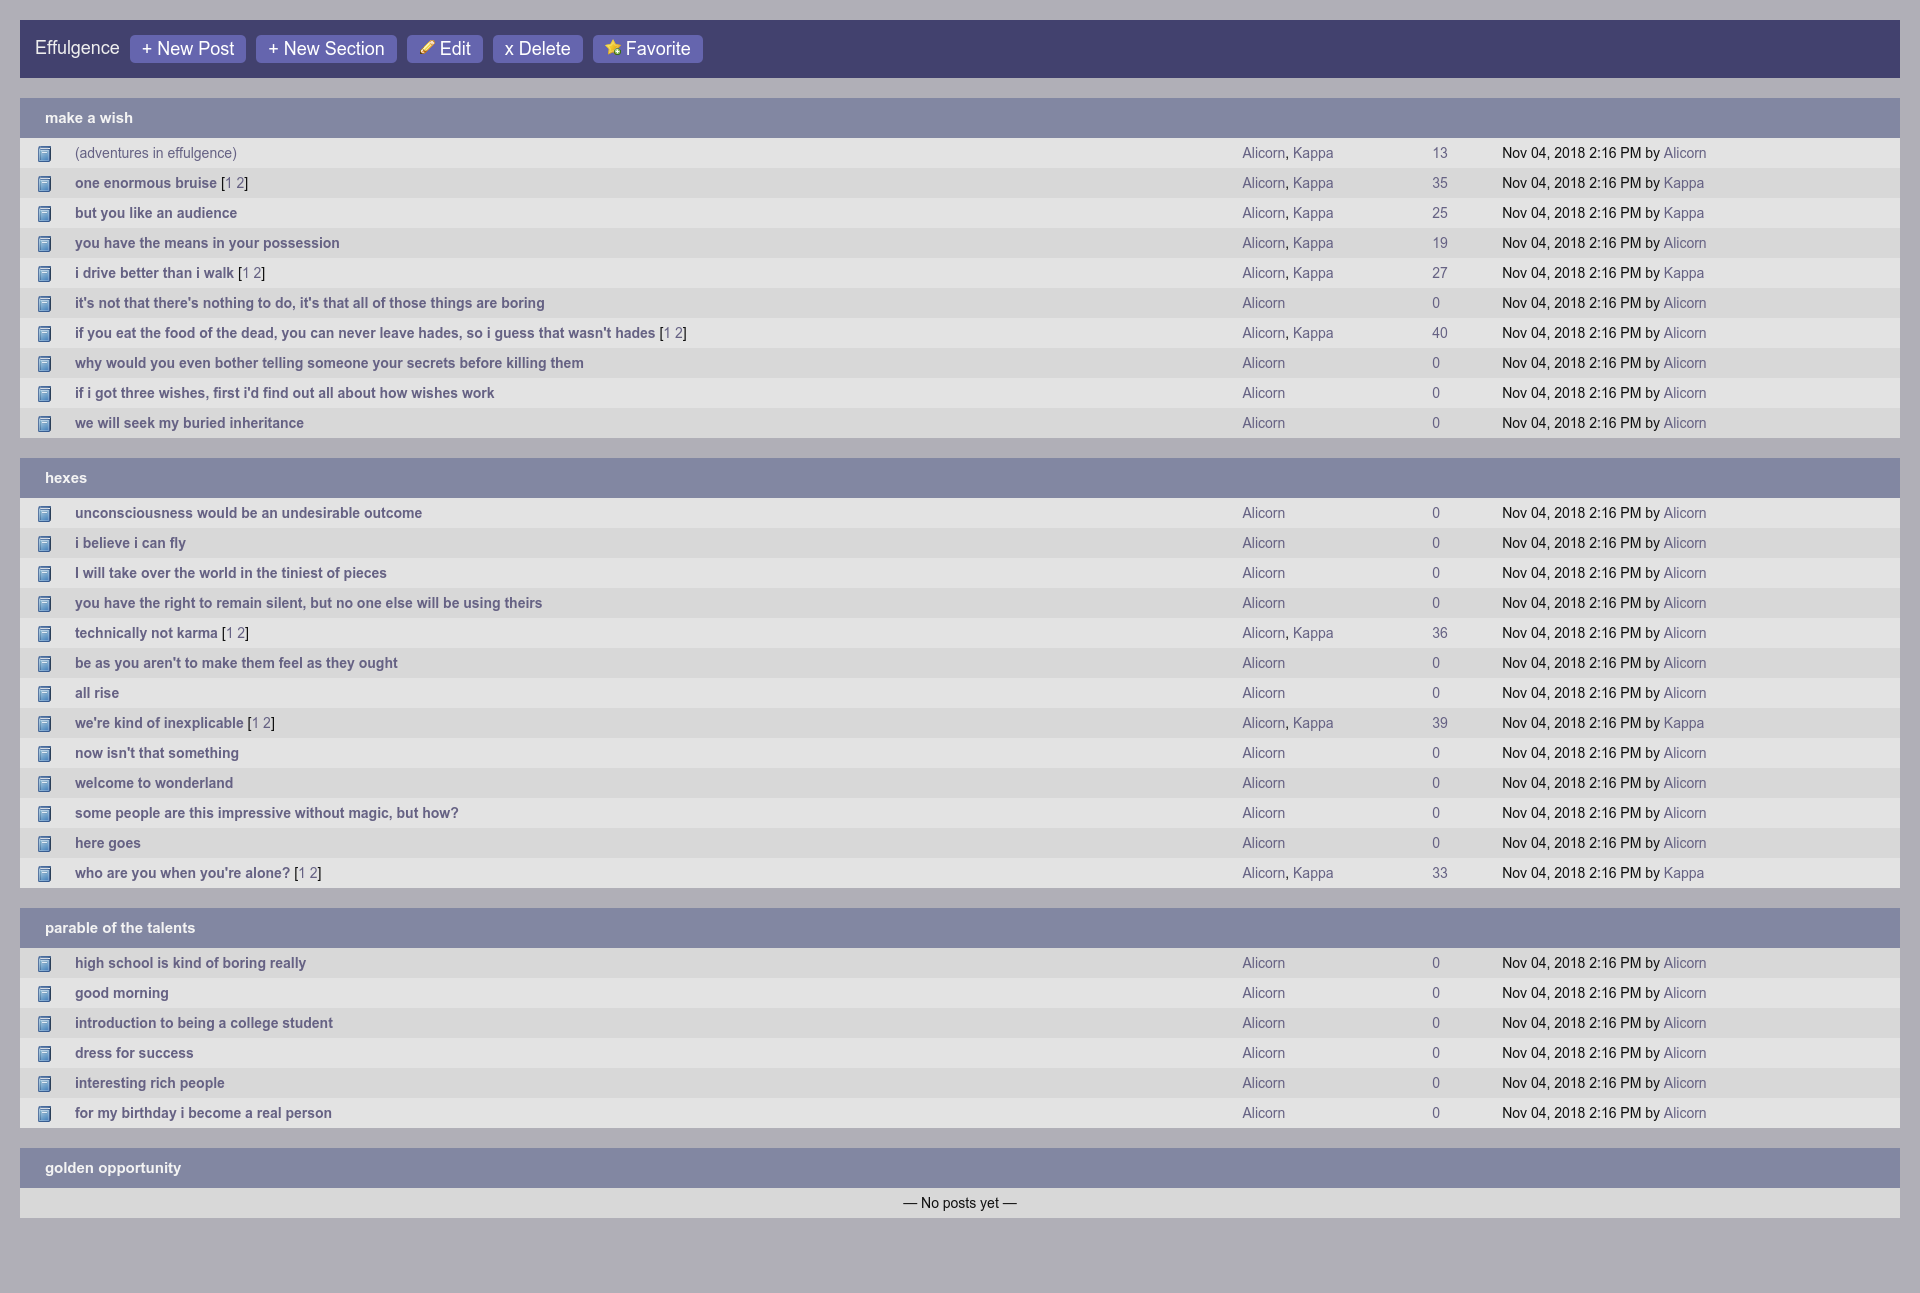 Effulgence + New Post + New Section Edit x Delete Favorite
make a wish
(adventures in effulgence) Alicorn, Kappa 13 Nov 04, 2018 2:16 PM by Alicorn
one enormous bruise [1 2] Alicorn, Kappa 35 Nov 04, 2018 2:16 PM by Kappa
but you like an audience Alicorn, Kappa 25 Nov 04, 2018 2:16 PM by Kappa
you have the means in your possession Alicorn, Kappa 19 Nov 04, 2018 2:16 PM by Alicorn
i drive better than i walk [1 2] Alicorn, Kappa 27 Nov 04, 2018 2:16 PM by Kappa
it's not that there's nothing to do, it's that all of those things are boring Alicorn 0 Nov 04, 2018 2:16 PM by Alicorn
if you eat the food of the dead, you can never leave hades, so i guess that wasn't hades [1 2] Alicorn, Kappa 40 Nov 04, 2018 2:16 PM by Alicorn
why would you even bother telling someone your secrets before killing them Alicorn 0 Nov 04, 2018 2:16 PM by Alicorn
if i got three wishes, first i'd find out all about how wishes work Alicorn 0 Nov 04, 2018 2:16 PM by Alicorn
we will seek my buried inheritance Alicorn 0 Nov 04, 2018 2:16 PM by Alicorn
hexes
unconsciousness would be an undesirable outcome Alicorn 0 Nov 04, 2018 2:16 PM by Alicorn
i believe i can fly Alicorn 0 Nov 04, 2018 2:16 PM by Alicorn
I will take over the world in the tiniest of pieces Alicorn 0 Nov 04, 2018 2:16 PM by Alicorn
you have the right to remain silent, but no one else will be using theirs Alicorn 0 Nov 04, 2018 2:16 PM by Alicorn
technically not karma [1 2] Alicorn, Kappa 36 Nov 04, 2018 2:16 PM by Alicorn
be as you aren't to make them feel as they ought Alicorn 0 Nov 04, 2018 2:16 PM by Alicorn
all rise Alicorn 0 Nov 04, 2018 2:16 PM by Alicorn
we're kind of inexplicable [1 2] Alicorn, Kappa 39 Nov 04, 2018 2:16 PM by Kappa
now isn't that something Alicorn 0 Nov 04, 2018 2:16 PM by Alicorn
welcome to wonderland Alicorn 0 Nov 04, 2018 2:16 PM by Alicorn
some people are this impressive without magic, but how? Alicorn 0 Nov 04, 2018 2:16 PM by Alicorn
here goes Alicorn 0 Nov 04, 2018 2:16 PM by Alicorn
who are you when you're alone? [1 2] Alicorn, Kappa 33 Nov 04, 2018 2:16 PM by Kappa
parable of the talents
high school is kind of boring really Alicorn 0 Nov 04, 2018 2:16 PM by Alicorn
good morning Alicorn 0 Nov 04, 2018 2:16 PM by Alicorn
introduction to being a college student Alicorn 0 Nov 04, 2018 2:16 PM by Alicorn
dress for success Alicorn 0 Nov 04, 2018 2:16 PM by Alicorn
interesting rich people Alicorn 0 Nov 04, 2018 2:16 PM by Alicorn
for my birthday i become a real person Alicorn 0 Nov 04, 2018 2:16 PM by Alicorn
golden opportunity
— No posts yet —